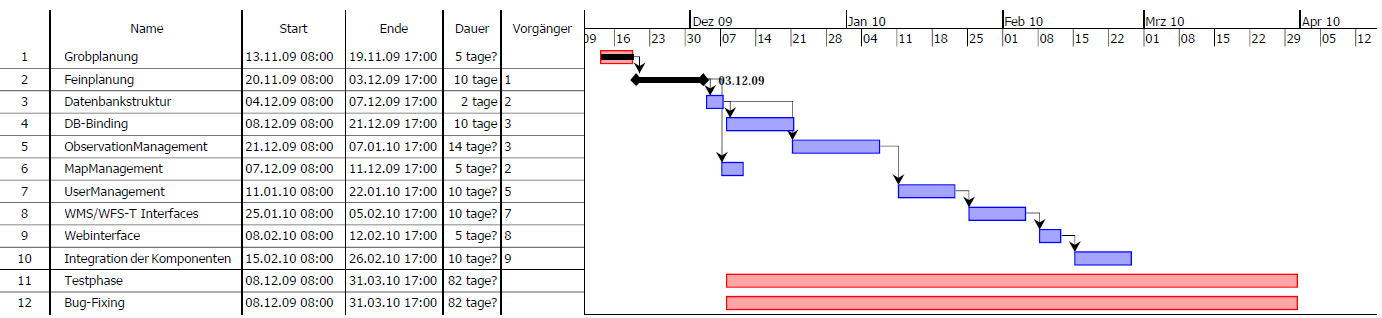 Dez 09 Jan 10 Feb 10 Mrz 10 Apr 10
Name Start Ende Dauer Vorgänger
09 16 23 30 07 14 21 28 04 11 18 25 01 08 15 22 01 08 15 22 29 05 12
1 Grobplanung 13.11.09 08:00 19.11.09 17:00 5 tage?
2 Feinplanung 20.11.09 08:00 03.12.09 17:00 10 tage 1 03.12.09
3 Datenbankstruktur 04.12.09 08:00 07.12.09 17:00 2 tage 2
4 DB-Binding 08.12.09 08:00 21.12.09 17:00 10 tage 3
5 ObservationManagement 21.12.09 08:00 07.01.10 17:00 14 tage? 3
6 MapManagement 07.12.09 08:00 11.12.09 17:00 5 tage? 2
7 UserManagement 11.01.10 08:00 22.01.10 17:00 10 tage? 5
8 WMS/WFS-T Interfaces 25.01.10 08:00 05.02.10 17:00 10 tage? 7
9 Webinterface 08.02.10 08:00 12.02.10 17:00 5 tage? 8
10 Integration der Komponenten 15.02.10 08:00 26.02.10 17:00 10 tage? 9
11 Testphase 08.12.09 08:00 31.03.10 17:00 82 tage?
12 Bug-Fixing 08.12.09 08:00 31.03.10 17:00 82 tage?